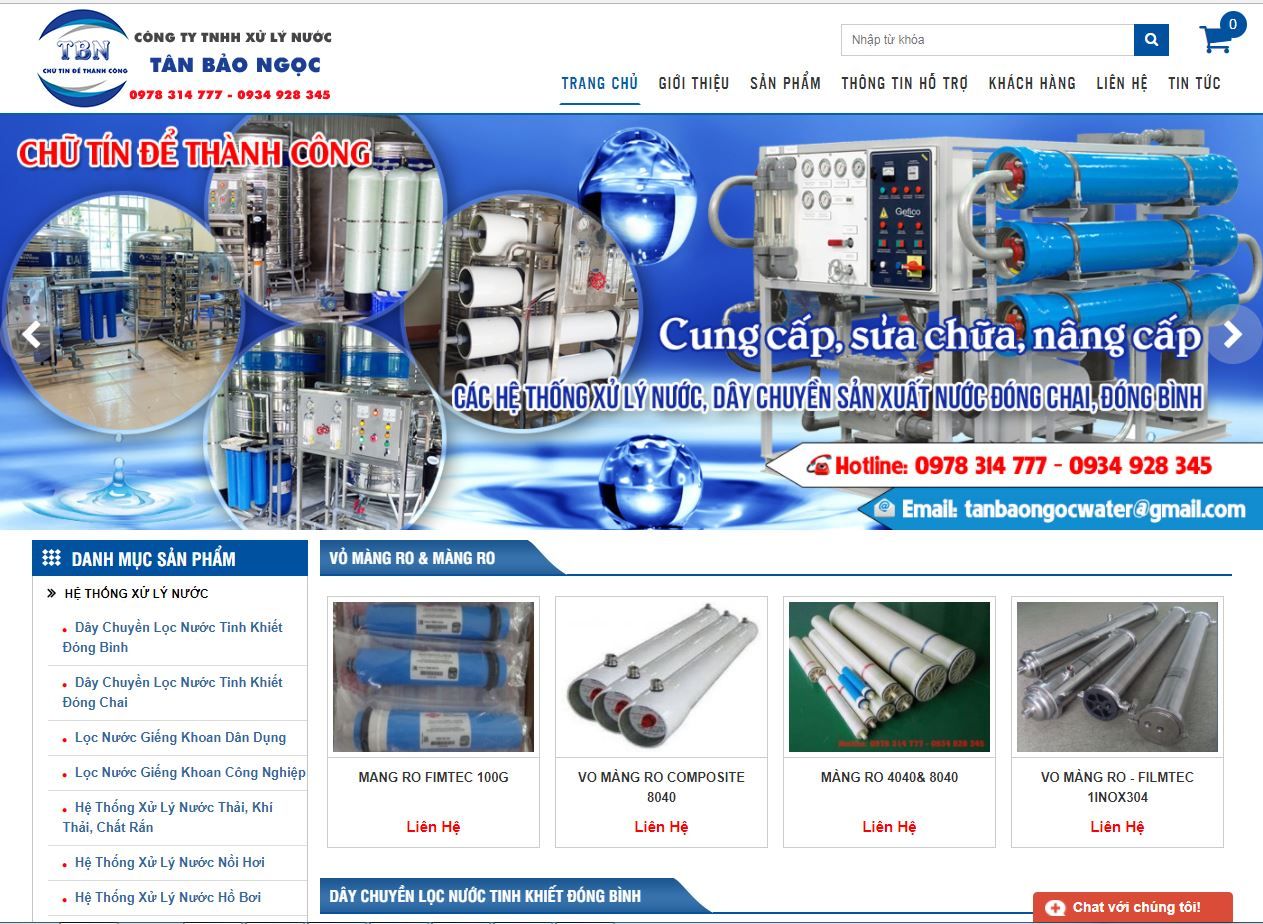 TBN
CHỮ TÍN ĐỂ THÀNH CÔNG
CÔNG TY TNHH XỬ LÝ NƯỚC
TÂN BẢO NGỌC
0978 314 777 - 0934 928 345
Nhập từ khóa
0
TRANG CHỦ GIỚI THIỆU SẢN PHẨM THÔNG TIN HỖ TRỢ KHÁCH HÀNG LIÊN HỆ TIN TỨC
CHỮ TÍN ĐỂ THÀNH CÔNG
Gefico
Cung cấp, sửa chữa, nâng cấp
CÁC HỆ THỐNG XỬ LÝ NƯỚC, DÂY CHUYỀN SẢN XUẤT NƯỚC ĐÓNG CHAI, ĐÓNG BÌNH
Hotline: 0978 314 777 - 0934 928 345
Email: tanbaongocwater@gmail.com
DANH MỤC SẢN PHẨM
HỆ THỐNG XỬ LÝ NƯỚC
Dây Chuyền Lọc Nước Tinh Khiết
Đóng Bình
Dây Chuyền Lọc Nước Tinh Khiết
Đóng Chai
Lọc Nước Giếng Khoan Dân Dụng
Lọc Nước Giếng Khoan Công Nghiệp
Hệ Thống Xử Lý Nước Thải, Khí
Thải, Chất Rắn
Hệ Thống Xử Lý Nước Nồi Hơi
Hệ Thống Xử Lý Nước Hồ Bơi
VỎ MÀNG RO & MÀNG RO
MANG RO FIMTEC 100G
Liên Hệ
VO MÀNG RO COMPOSITE
8040
Liên Hệ
Hotline: 0978 314 777 - 0934 928 345
MÀNG RO 4040& 8040
Liên Hệ
VO MÀNG RO - FILMTEC
1INOX304
Liên Hệ
DÂY CHUYỀN LỌC NƯỚC TINH KHIẾT ĐÓNG BÌNH
Chat với chúng tôi!